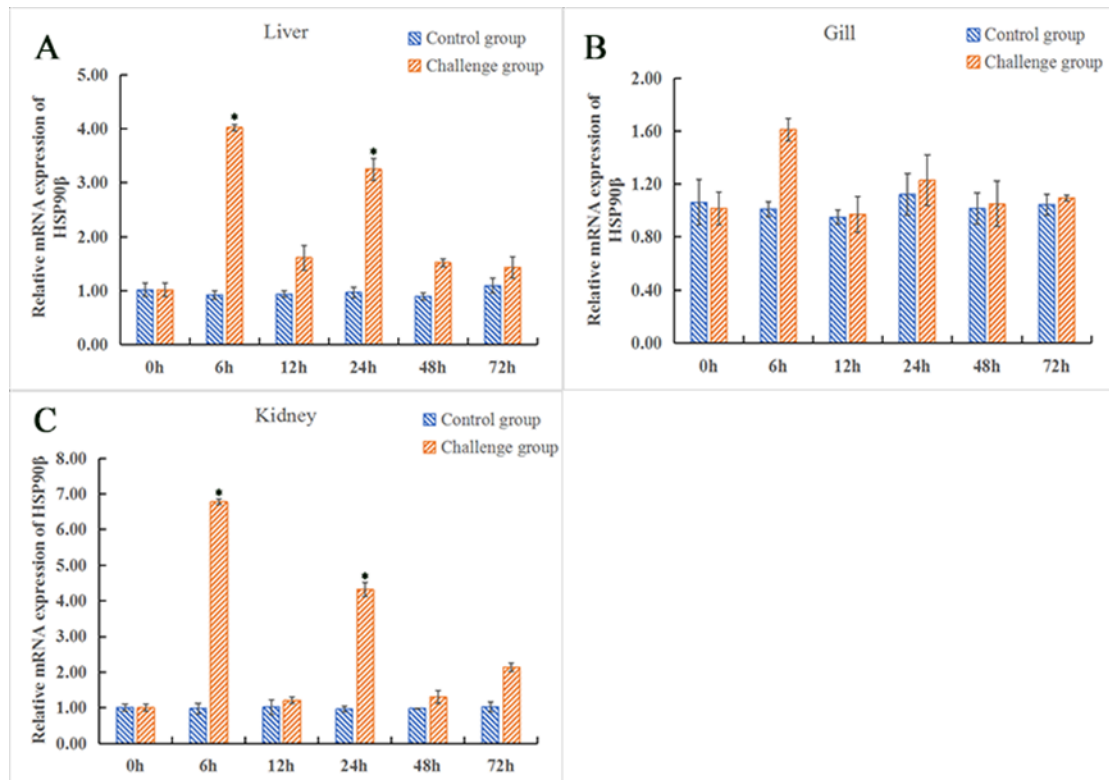 A
Liver
Control group
Challenge group
Relative mRNA expression of
HSP90β
5.00
4.00
3.00
2.00
1.00
0.00
*
*
0h
6h
12h
24h
48h
72h
B
Gill
Control group
Challenge group
Relative mRNA expression of
HSP90β
2.00
1.60
1.20
0.80
0.40
0.00
0h
6h
12h
24h
48h
72h
C
Kidney
Control group
Challenge group
Relative mRNA expression of HSP90β
8.00
7.00
6.00
5.00
4.00
3.00
2.00
1.00
0.00
*
*
0h
6h
12h
24h
48h
72h